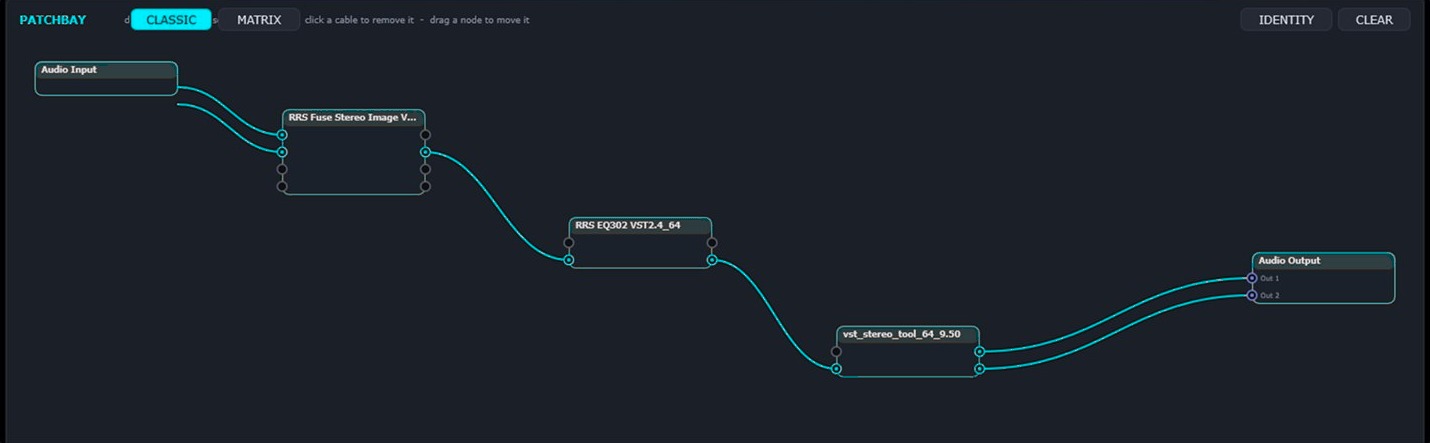 PATCHBAY
CLASSIC
MATRIX
click a cable to remove it - drag a node to move it
IDENTITY
CLEAR
Audio Input
RRS Fuse Stereo Image V...
RRS EQ302 VST2.4_64
Audio Output
Out 1
Out 2
vst_stereo_tool_64_9.50